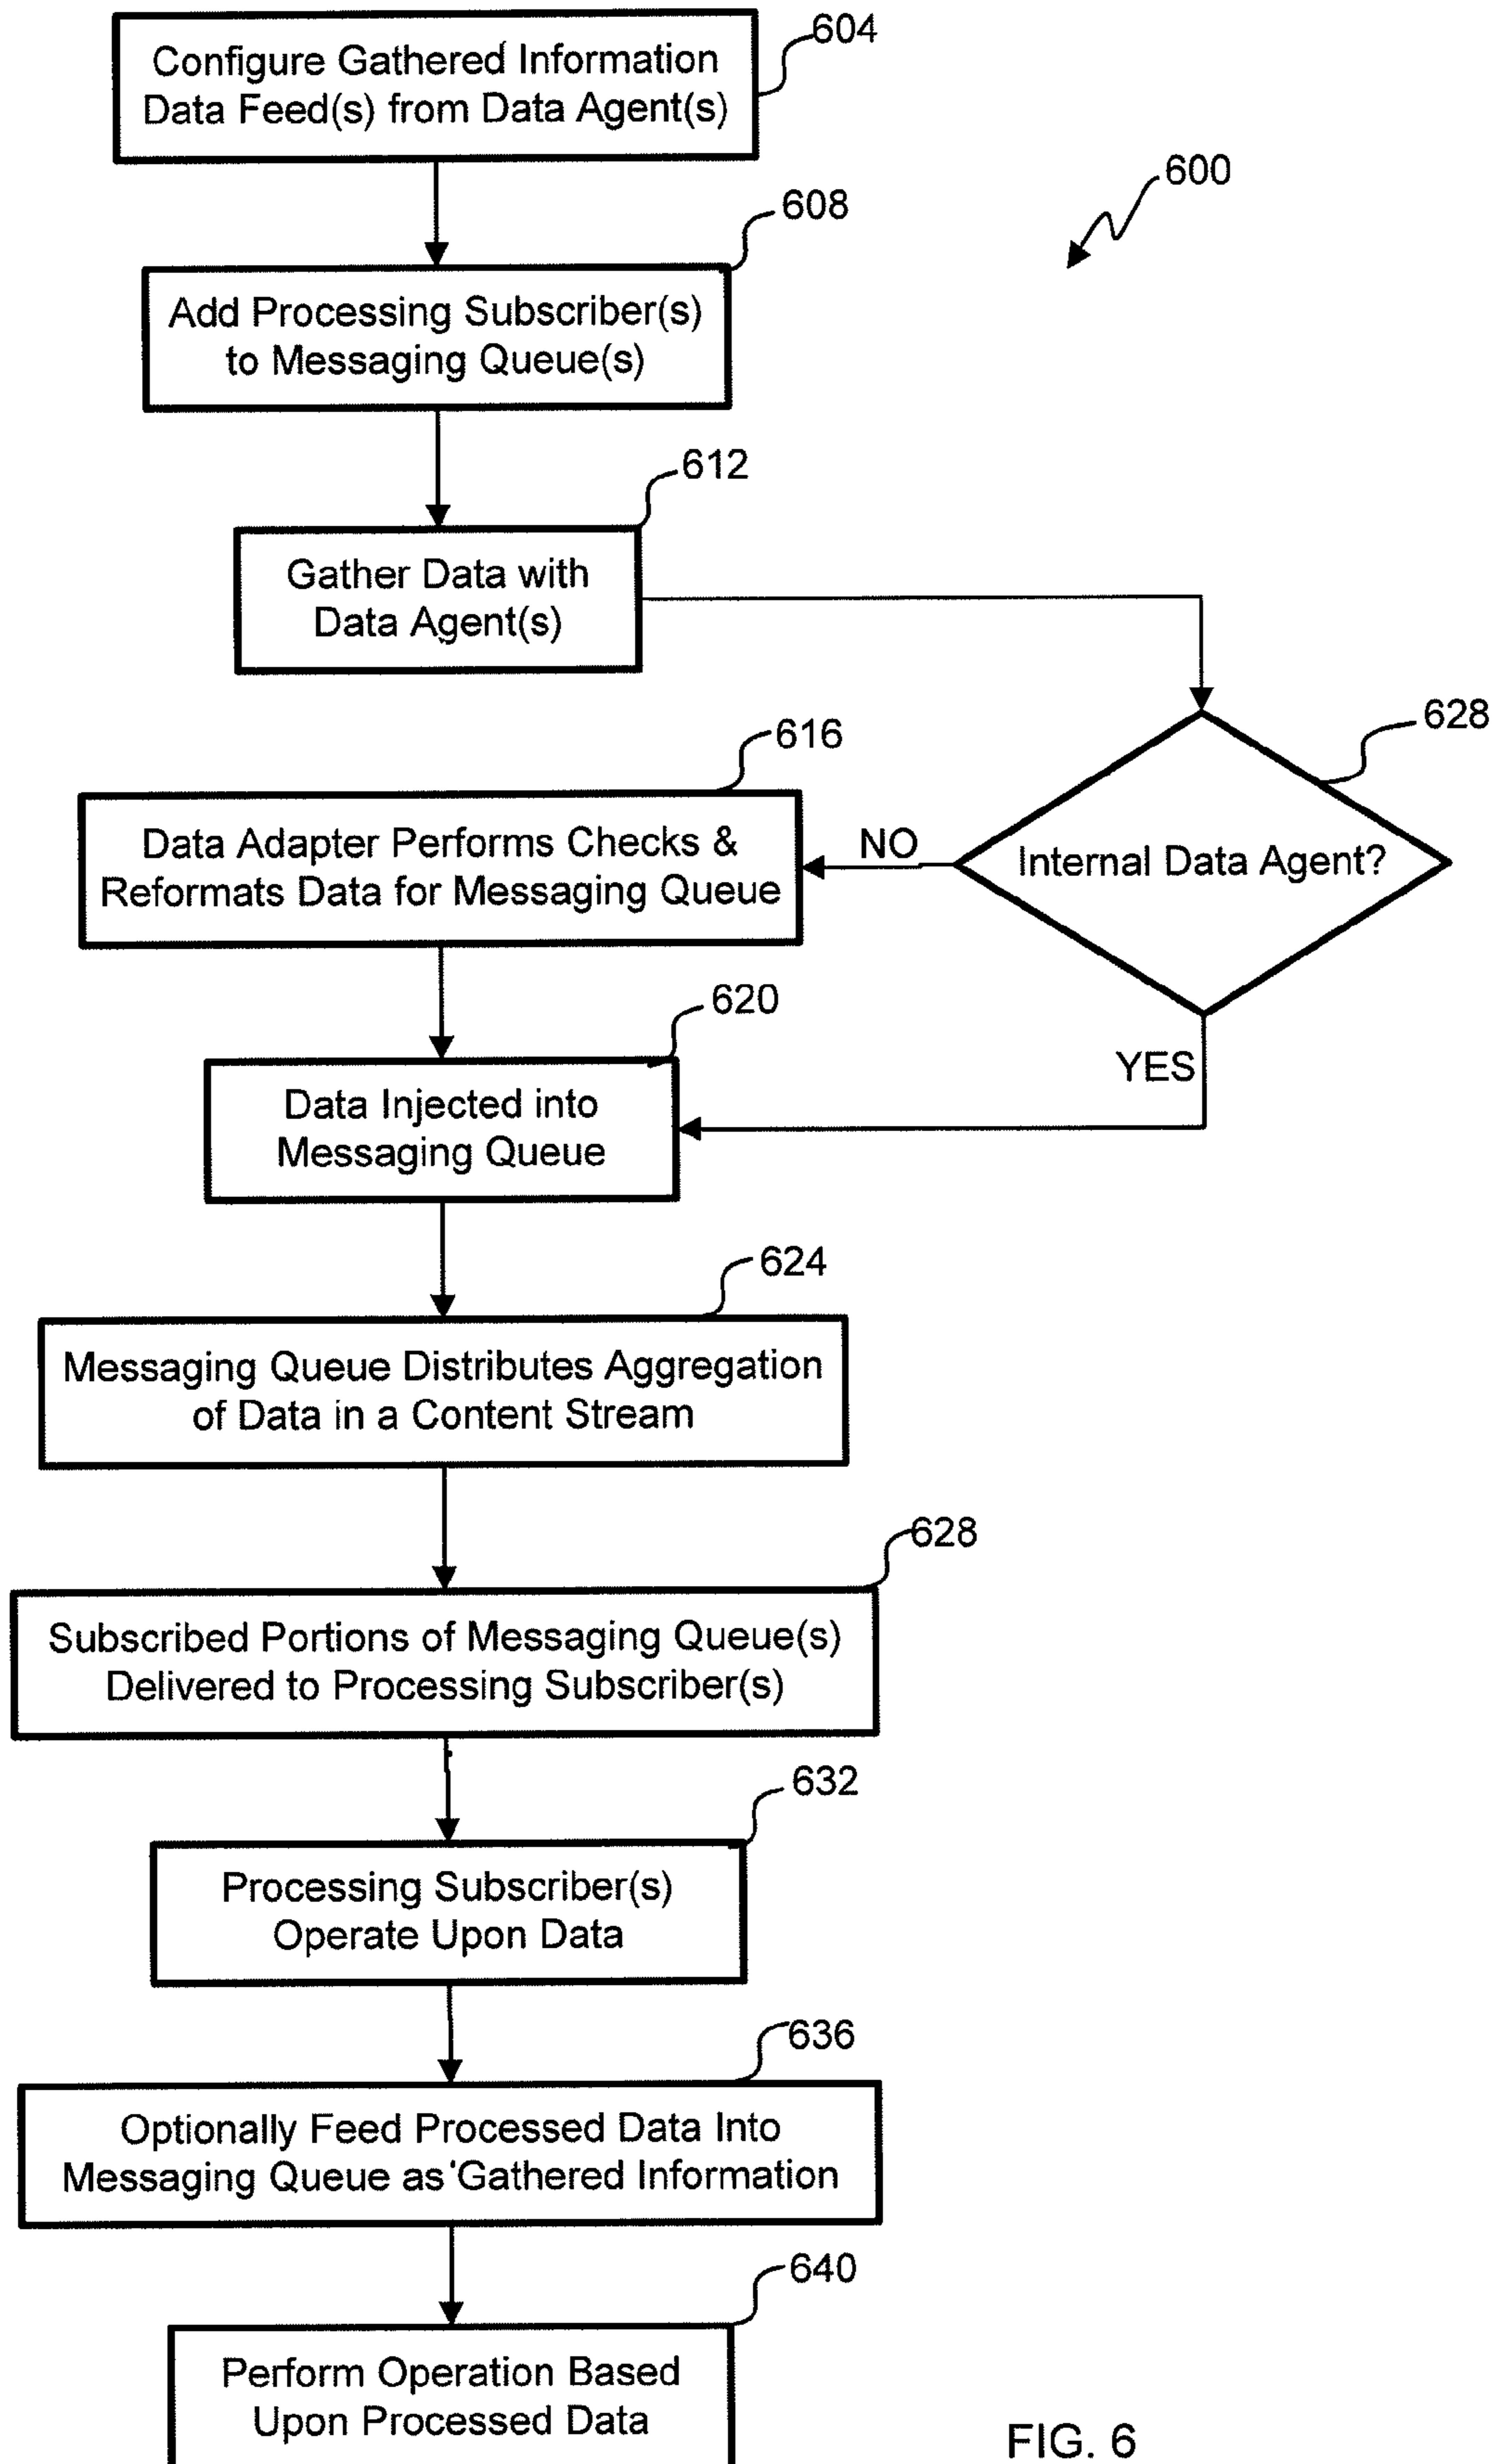 604
Configure Gathered Information
Data Feed(s) from Data Agent(s)
600
608
Add Processing Subscriber(s)
to Messaging Queue(s)
612
Gather Data with
Data Agent(s)
628
616
Data Adapter Performs Checks &
Reformats Data for Messaging Queue
NO
Internal Data Agent?
620
YES
Data Injected into
Messaging Queue
624
Messaging Queue Distributes Aggregation
of Data in a Content Stream
628
Subscribed Portions of Messaging Queue(s)
Delivered to Processing Subscriber(s)
632
Processing Subscriber(s)
Operate Upon Data
636
Optionally Feed Processed Data Into
Messaging Queue as 'Gathered Information
640
Perform Operation Based
Upon Processed Data
FIG. 6